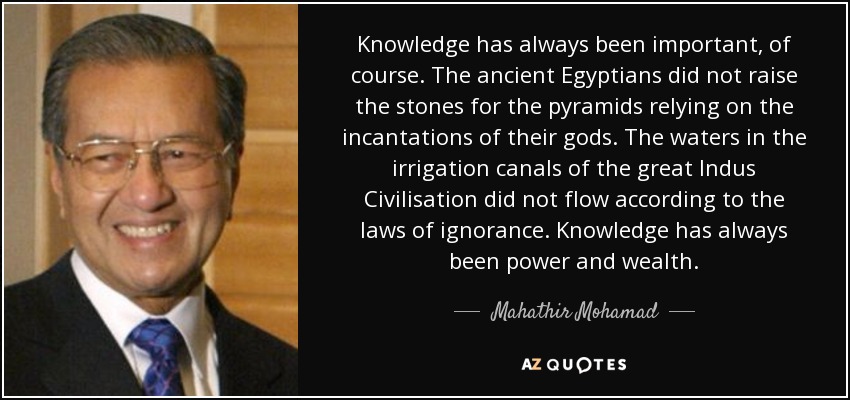 Knowledge has always been important, of
course. The ancient Egyptians did not raise
the stones for the pyramids relying on the
incantations of their gods. The waters in the
irrigation canals of the great Indus
Civilisation did not flow according to the
laws of ignorance. Knowledge has always
been power and wealth.
Mahathir Mohamad
AZ QUOTES